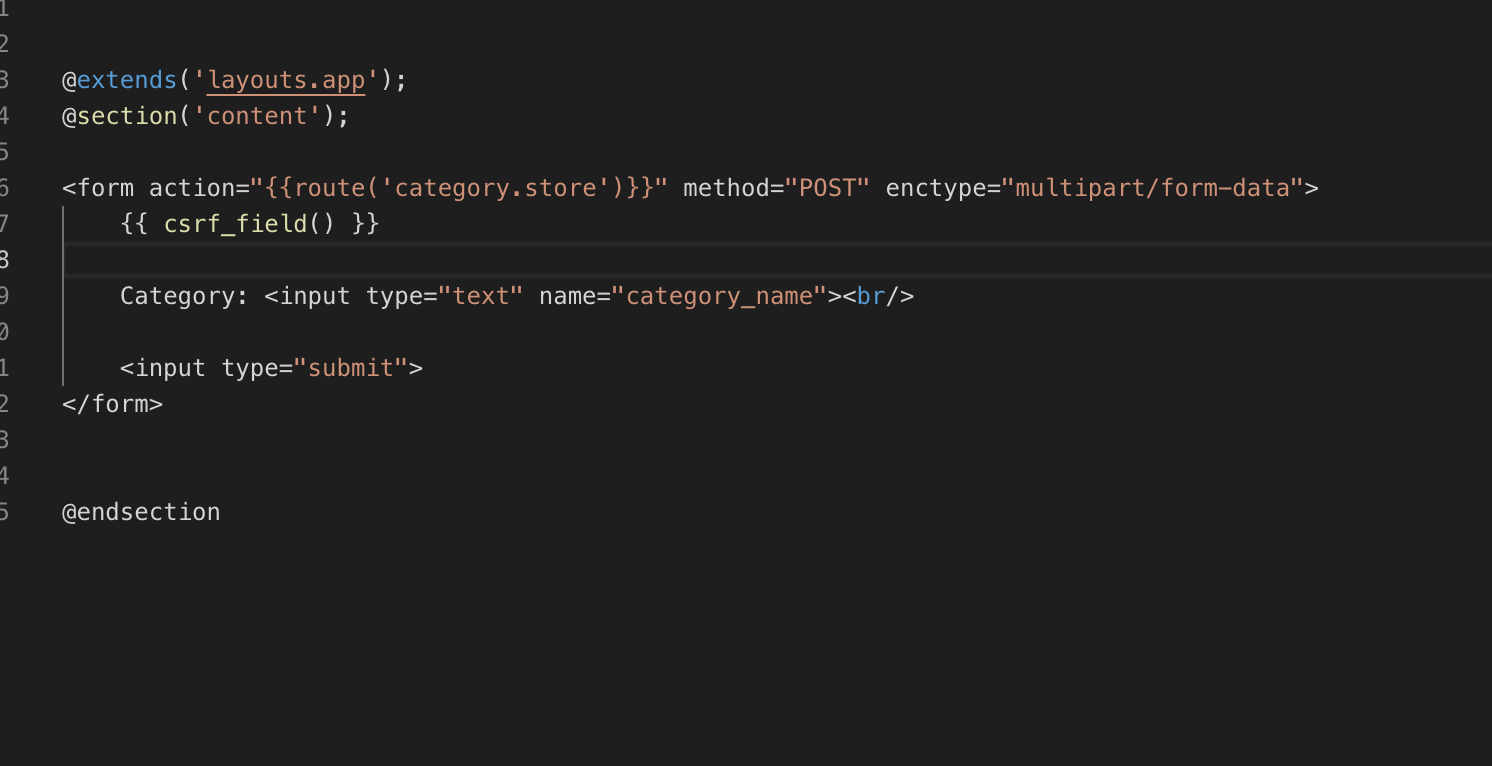 1
2
3 @extends('layouts.app');
4 @section('content');
5
6 <form action="{{route('category.store')}}" method="POST" enctype="multipart/form-data">
7     {{ csrf_field() }}
8
9     Category: <input type="text" name="category_name"><br/>
0
1     <input type="submit">
2 </form>
3
4
5 @endsection